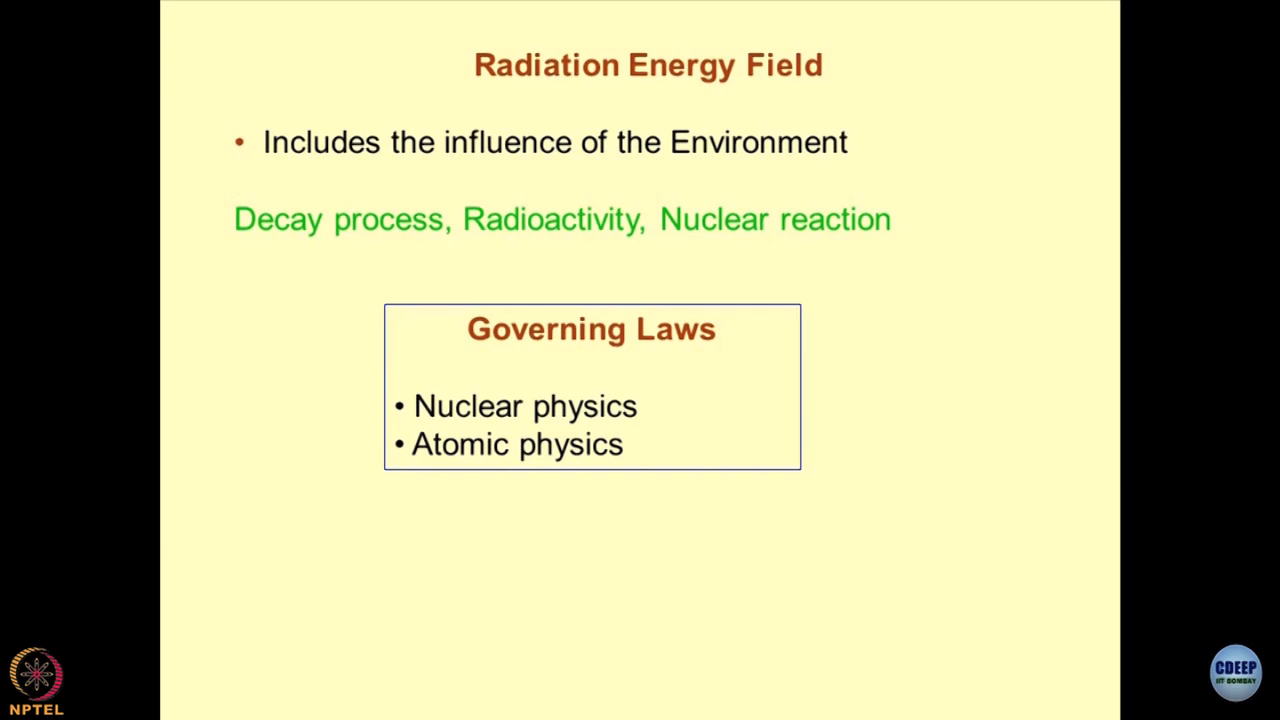 Radiation Energy Field
• Includes the influence of the Environment
Decay process, Radioactivity, Nuclear reaction
Governing Laws
• Nuclear physics
• Atomic physics
NPTEL
CDEEP
IIT BOMBAY